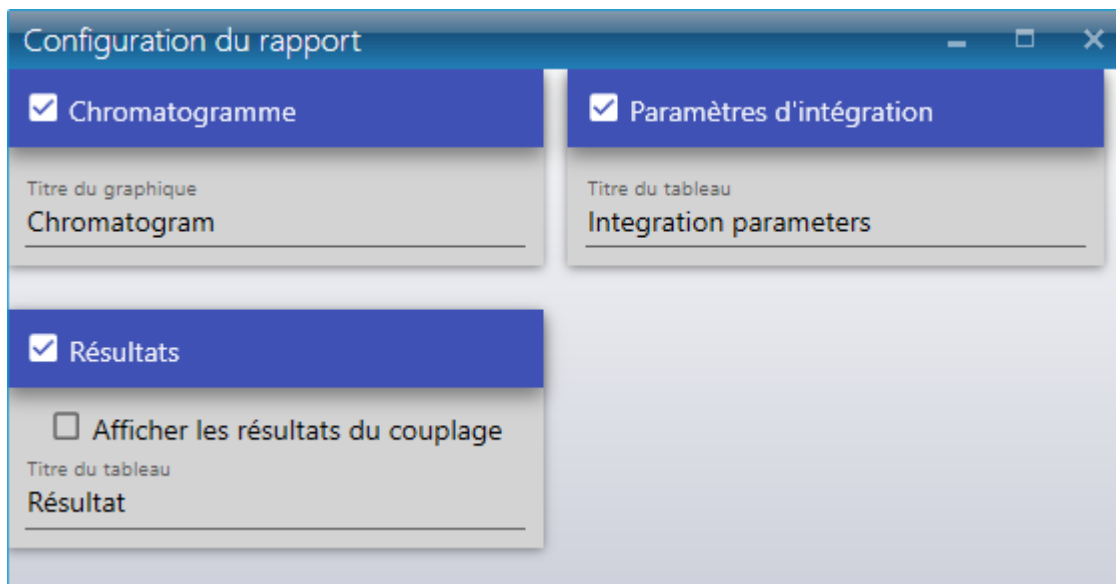 Configuration du rapport
Chromatogramme
Titre du graphique
Chromatogram
Paramètres d'intégration
Titre du tableau
Integration parameters
Résultats
Afficher les résultats du couplage
Titre du tableau
Résultat